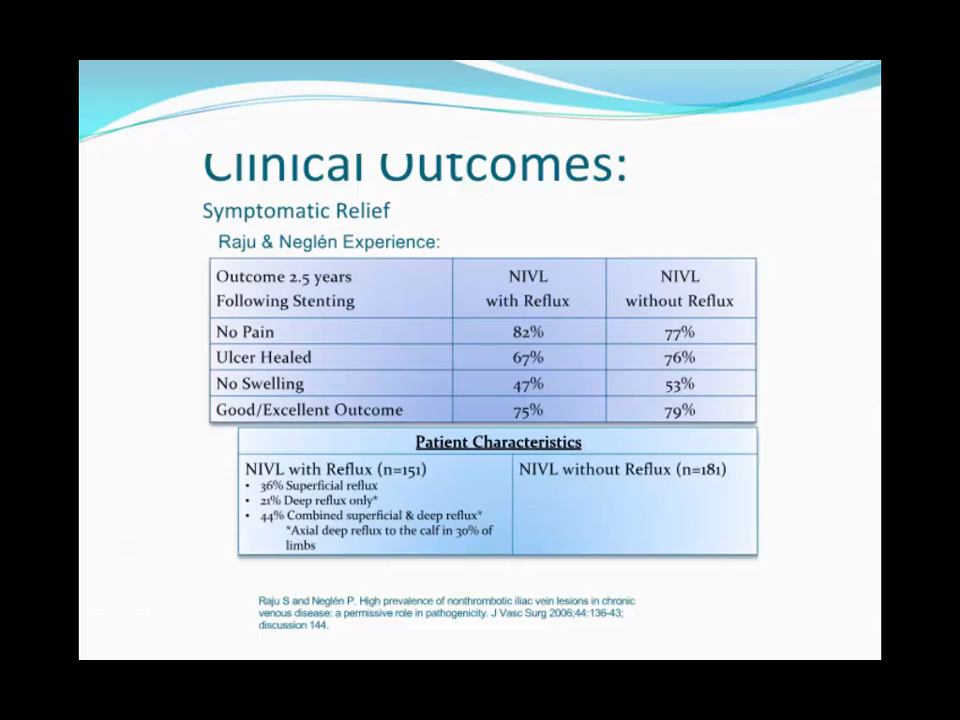 Clinical Outcomes:
Symptomatic Relief
Raju & Neglén Experience:
Outcome 2.5 years Following Stenting NIVL with Reflux NIVL without Reflux
No Pain 82% 77%
Ulcer Healed 67% 76%
No Swelling 47% 53%
Good/Excellent Outcome 75% 79%
Patient Characteristics
NIVL with Reflux (n=151) NIVL without Reflux (n=181)
• 36% Superficial reflux
• 21% Deep reflux only*
• 44% Combined superficial & deep reflux*
*Axial deep reflux to the calf in 30% of
limbs
Raju S and Neglén P. High prevalence of nonthrombotic iliac vein lesions in chronic
venous disease: a permissive role in pathogenicity. J Vasc Surg 2006;44:136-43;
discussion 144.